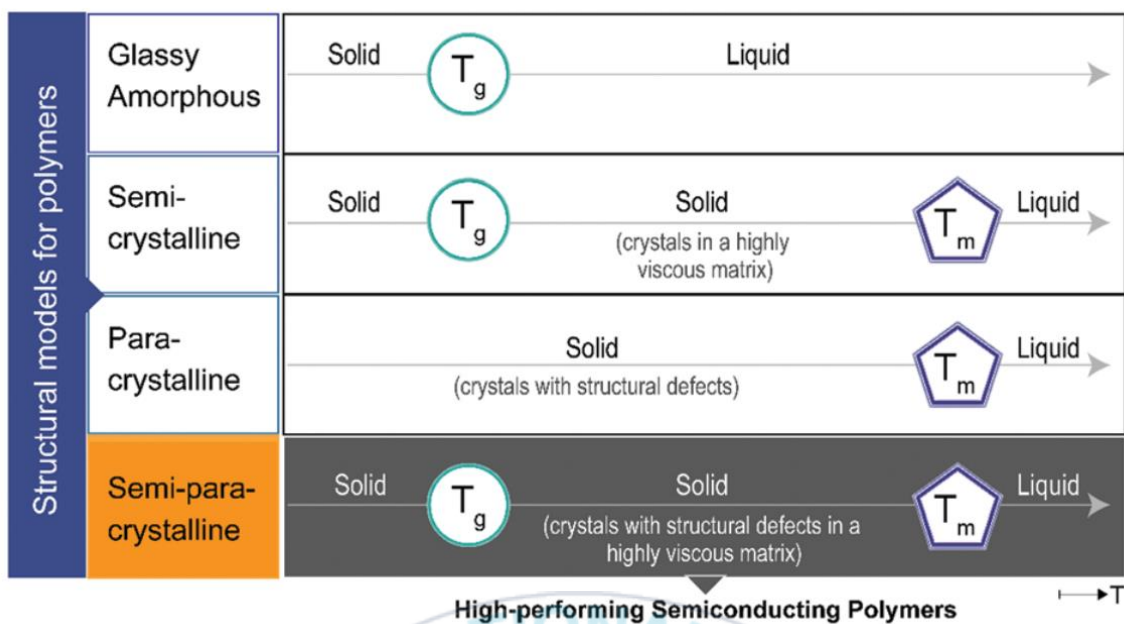 Structural models for polymers
Glassy
Amorphous
Solid
Tg
Liquid
Semi-
crystalline
Solid
Tg
Solid
(crystals in a highly
viscous matrix)
Tm
Liquid
Para-
crystalline
Solid
(crystals with structural defects)
Tm
Liquid
Semi-para-
crystalline
Solid
Tg
Solid
(crystals with structural defects in a
highly viscous matrix)
Tm
Liquid
T
High-performing Semiconducting Polymers